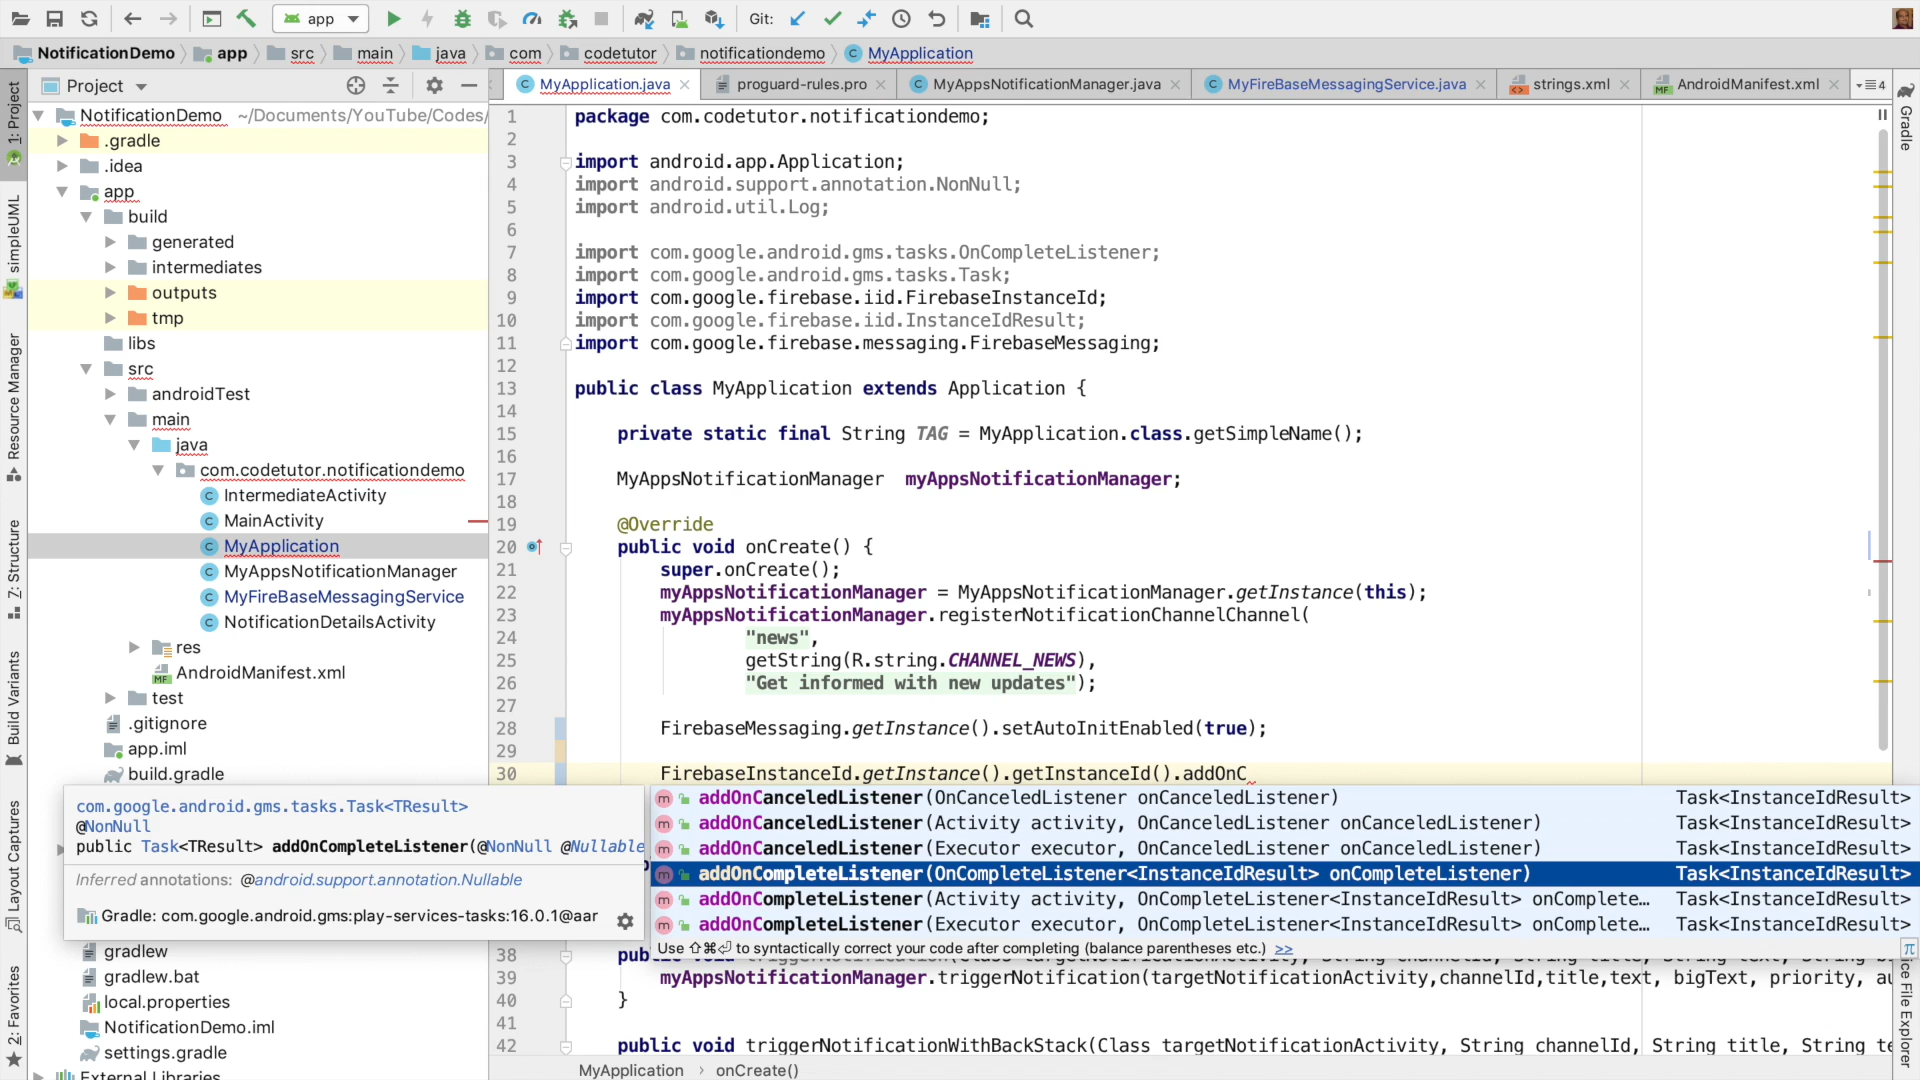 app
Git:
NotificationDemo
app
src
main
java
com
codetutor
notificationdemo
MyApplication
Project
MyApplication.java
proguard-rules.pro
MyAppsNotificationManager.java
MyFireBaseMessagingService.java
strings.xml
AndroidManifest.xml
4
1: Project
simpleUML
Resource Manager
7: Structure
Build Variants
Layout Captures
2: Favorites
Gradle
NotificationDemo ~/Documents/YouTube/Codes/
.gradle
.idea
app
build
generated
intermediates
outputs
tmp
libs
src
androidTest
main
java
com.codetutor.notificationdemo
IntermediateActivity
MainActivity
MyApplication
MyAppsNotificationManager
MyFireBaseMessagingService
NotificationDetailsActivity
res
AndroidManifest.xml
test
.gitignore
app.iml
build.gradle
gradlew
gradlew.bat
local.properties
NotificationDemo.iml
settings.gradle
External Libraries
1 package com.codetutor.notificationdemo;
2
3 import android.app.Application;
4 import android.support.annotation.NonNull;
5 import android.util.Log;
6
7 import com.google.android.gms.tasks.OnCompleteListener;
8 import com.google.android.gms.tasks.Task;
9 import com.google.firebase.iid.FirebaseInstanceId;
10 import com.google.firebase.iid.InstanceIdResult;
11 import com.google.firebase.messaging.FirebaseMessaging;
12
13 public class MyApplication extends Application {
14
15 private static final String TAG = MyApplication.class.getSimpleName();
16
17 MyAppsNotificationManager myAppsNotificationManager;
18
19 @Override
20 public void onCreate() {
21 super.onCreate();
22 myAppsNotificationManager = MyAppsNotificationManager.getInstance(this);
23 myAppsNotificationManager.registerNotificationChannelChannel(
24 "news",
25 getString(R.string.CHANNEL_NEWS),
26 "Get informed with new updates");
27
28 FirebaseMessaging.getInstance().setAutoInitEnabled(true);
29
30 FirebaseInstanceId.getInstance().getInstanceId().addOnC
addOnCanceledListener(OnCanceledListener onCanceledListener) Task<InstanceIdResult>
addOnCanceledListener(Activity activity, OnCanceledListener onCanceledListener) Task<InstanceIdResult>
addOnCanceledListener(Executor executor, OnCanceledListener onCanceledListener) Task<InstanceIdResult>
addOnCompleteListener(OnCompleteListener<InstanceIdResult> onCompleteListener) Task<InstanceIdResult>
addOnCompleteListener(Activity activity, OnCompleteListener<InstanceIdResult> onComplete… Task<InstanceIdResult>
addOnCompleteListener(Executor executor, OnCompleteListener<InstanceIdResult> onComplete… Task<InstanceIdResult>
Use ⇧⌘⏎ to syntactically correct your code after completing (balance parentheses etc.) >>
com.google.android.gms.tasks.Task<TResult>
@NonNull
public Task<TResult> addOnCompleteListener(@NonNull @Nullable
Inferred annotations: @android.support.annotation.Nullable
Gradle: com.google.android.gms:play-services-tasks:16.0.1@aar
38
39 myAppsNotificationManager.triggerNotification(targetNotificationActivity,channelId,title,text, bigText, priority, au
40 }
41
42 public void triggerNotificationWithBackStack(Class targetNotificationActivity, String channelId, String title, String te
MyApplication › onCreate()
File Explorer